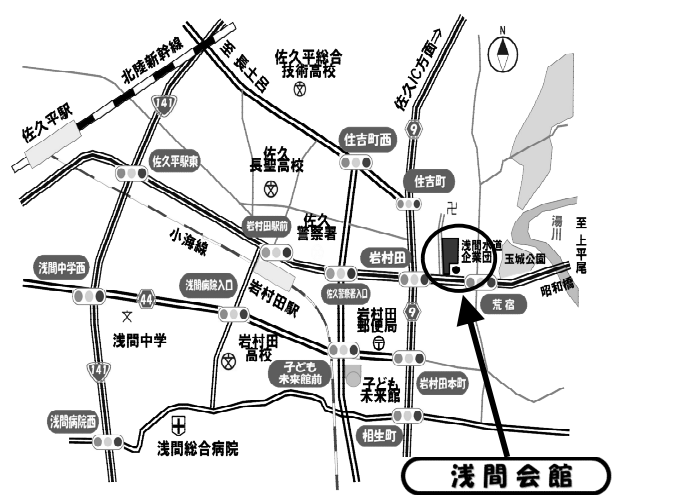 北陸新幹線
至 長土呂
佐久平総合
技術高校
佐久IC方面→
N
佐久平駅
141
9
住吉町西
佐久
長聖高校
佐久平駅東
住吉町
岩村田駅前
佐久
警察署
小海線
岩村田
浅間水道
企業団
湯川
至 上平尾
玉城公園
昭和橋
荒宿
浅間中学西
44
浅間病院入口
岩村田駅
佐久警察署入口
9
浅間中学
岩村田
高校
岩村田
郵便局
子ども
未来館前
141
子ども
未来館
岩村田本町
浅間病院西
浅間総合病院
相生町
浅間会館